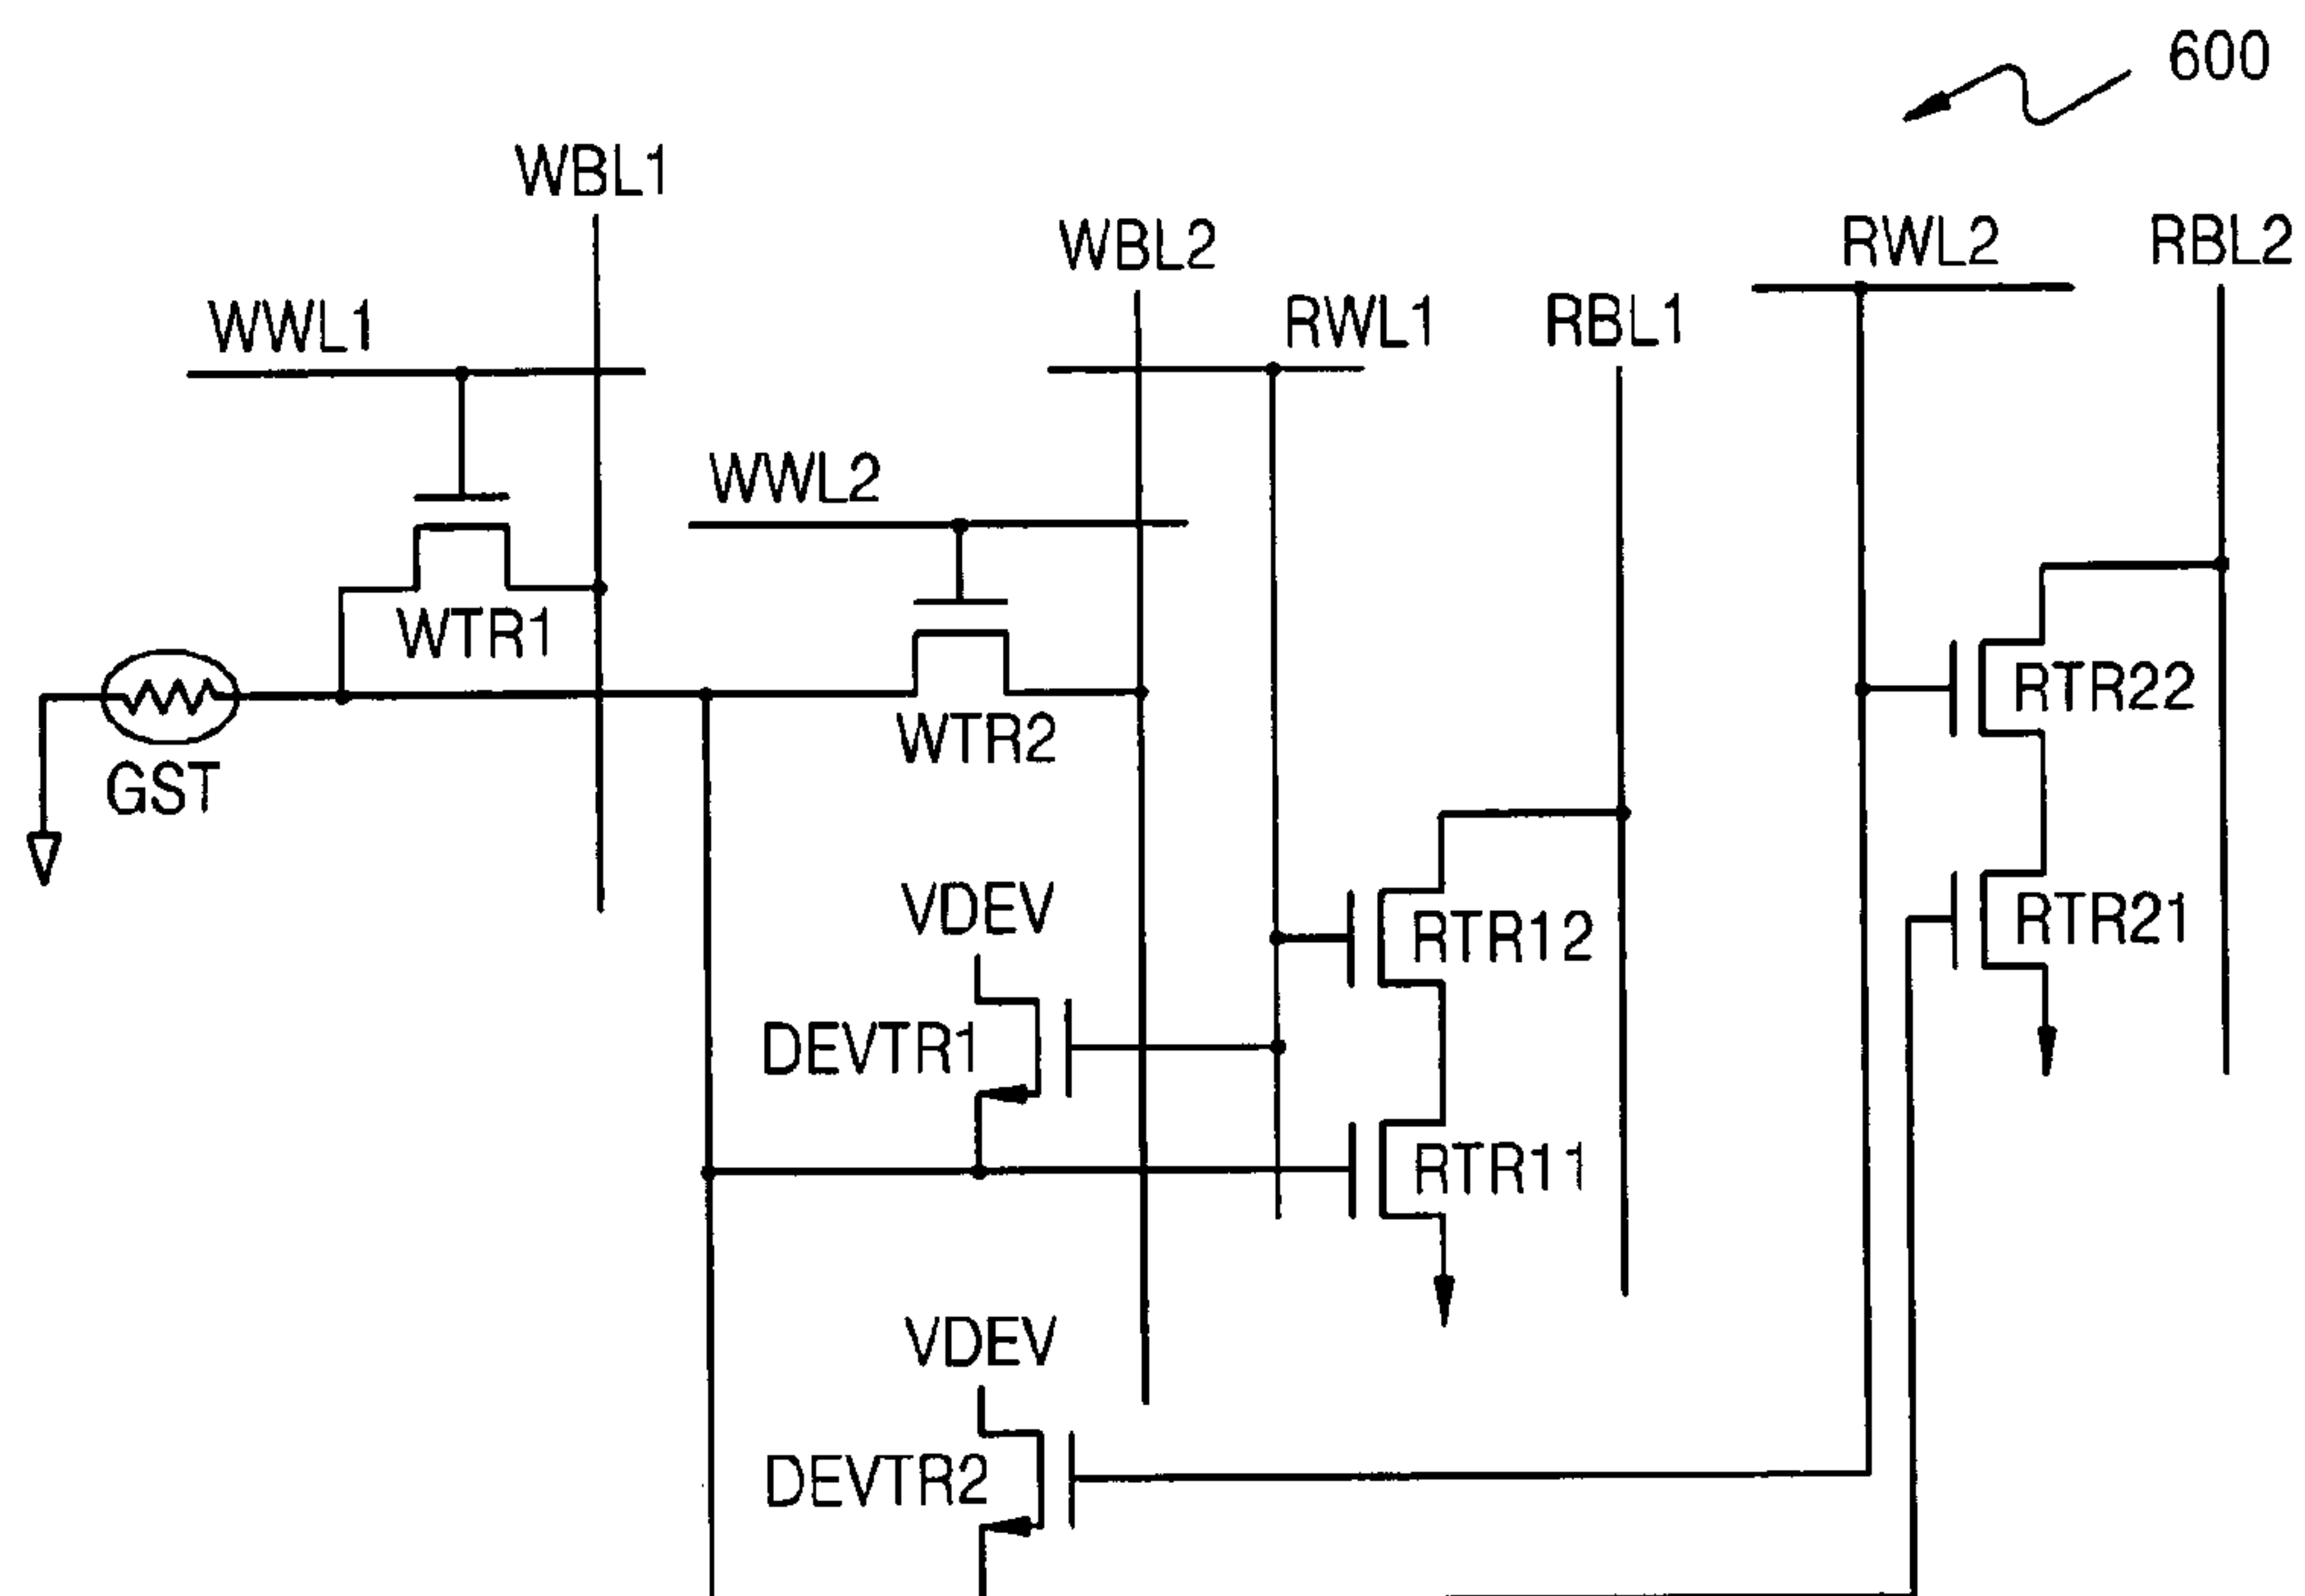 600
WBL1
WBL2
RWL2
RBL2
WWL1
RWL1
RBL1
WWL2
WTR1
RTR22
WTR2
GST
VDEV
RTR12
RTR21
DEVTR1
RTR11
VDEV
DEVTR2